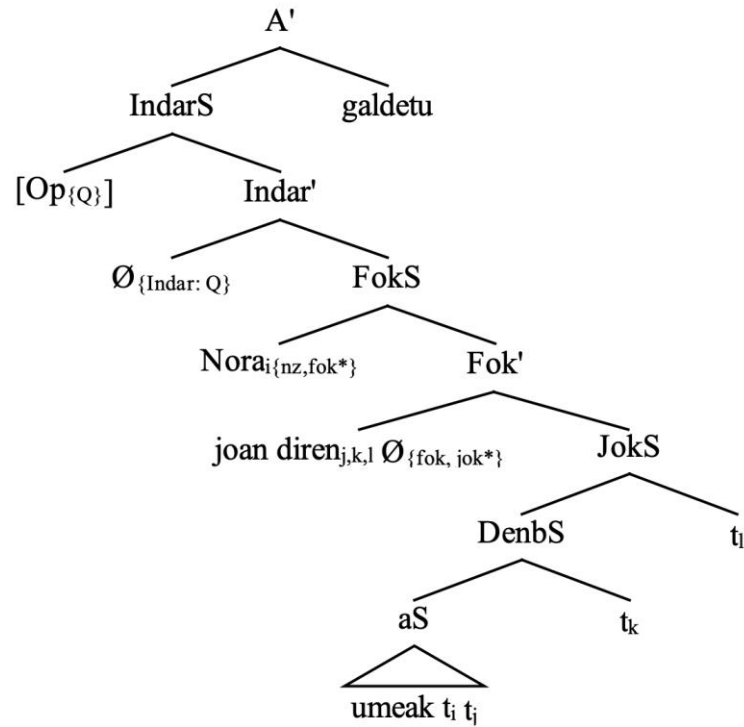 A'
IndarS galdetu
[Op{Q}] Indar'
Ø{Indar: Q} FokS
Norai{nz,fok*} Fok'
joan direnj,k,l Ø{fok, jok*} JokS
DenbS tl
aS tk
umeak ti tj